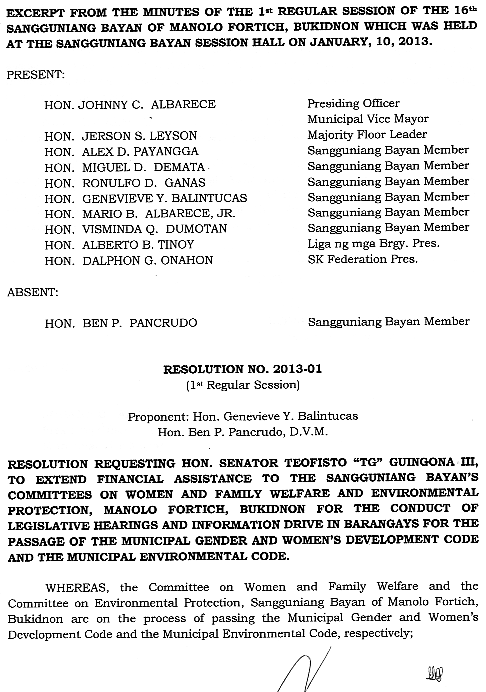 EXCERPT FROM THE MINUTES OF THE 1st REGULAR SESSION OF THE 16th
SANGGUNIANG BAYAN OF MANOLO FORTICH, BUKIDNON WHICH WAS HELD
AT THE SANGGUNIANG BAYAN SESSION HALL ON JANUARY, 10, 2013.
PRESENT:
HON. JOHNNY C. ALBARECE Presiding Officer
Municipal Vice Mayor
HON. JERSON S. LEYSON Majority Floor Leader
HON. ALEX D. PAYANGGA Sangguniang Bayan Member
HON. MIGUEL D. DEMATA Sangguniang Bayan Member
HON. RONULFO D. GANAS Sangguniang Bayan Member
HON. GENEVIEVE Y. BALINTUCAS Sangguniang Bayan Member
HON. MARIO B. ALBARECE, JR. Sangguniang Bayan Member
HON. VISMINDA Q. DUMOTAN Sangguniang Bayan Member
HON. ALBERTO B. TINOY Liga ng mga Brgy. Pres.
HON. DALPHON G. ONAHON SK Federation Pres.
ABSENT:
HON. BEN P. PANCRUDO Sangguniang Bayan Member
RESOLUTION NO. 2013-01
(1st Regular Session)
Proponent: Hon. Genevieve Y. Balintucas
Hon. Ben P. Pancrudo, D.V.M.
RESOLUTION REQUESTING HON. SENATOR TEOFISTO "TG" GUINGONA III,
TO EXTEND FINANCIAL ASSISTANCE TO THE SANGGUNIANG BAYAN'S
COMMITTEES ON WOMEN AND FAMILY WELFARE AND ENVIRONMENTAL
PROTECTION, MANOLO FORTICH, BUKIDNON FOR THE CONDUCT OF
LEGISLATIVE HEARINGS AND INFORMATION DRIVE IN BARANGAYS FOR THE
PASSAGE OF THE MUNICIPAL GENDER AND WOMEN'S DEVELOPMENT CODE
AND THE MUNICIPAL ENVIRONMENTAL CODE.
WHEREAS, the Committee on Women and Family Welfare and the
Committee on Environmental Protection, Sangguniang Bayan of Manolo Fortich,
Bukidnon are on the process of passing the Municipal Gender and Women's
Development Code and the Municipal Environmental Code, respectively;